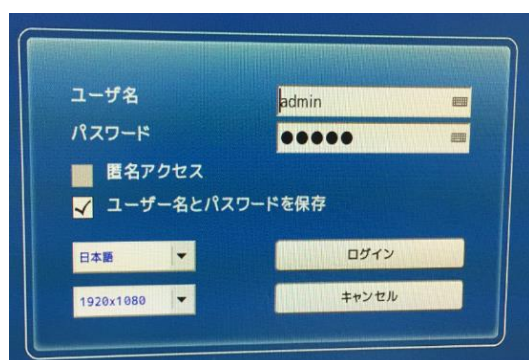 ユーザ名
admin
パスワード
●●●●●
匿名アクセス
ユーザー名とパスワードを保存
日本語
ログイン
1920x1080
キャンセル